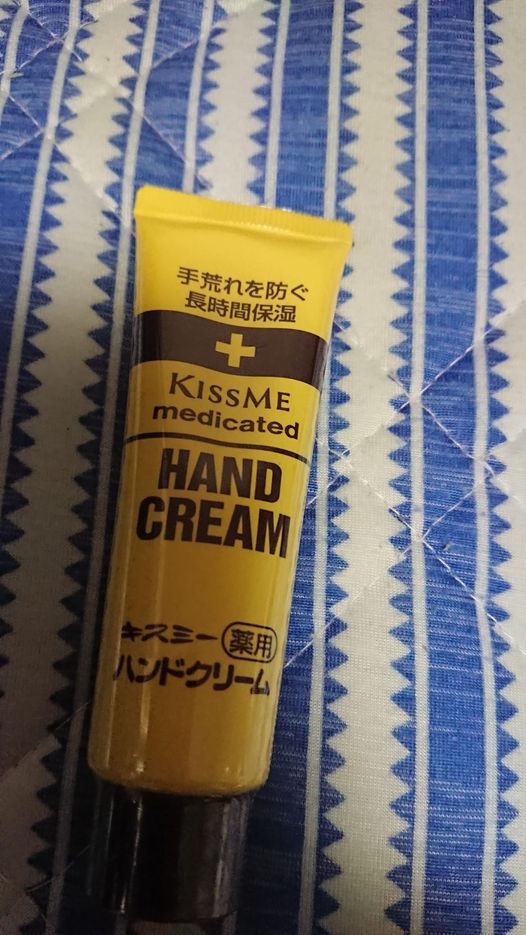 手荒れを防ぐ
長時間保湿
KISSME
medicated
HAND
CREAM
キスミー 薬用
ハンドクリーム